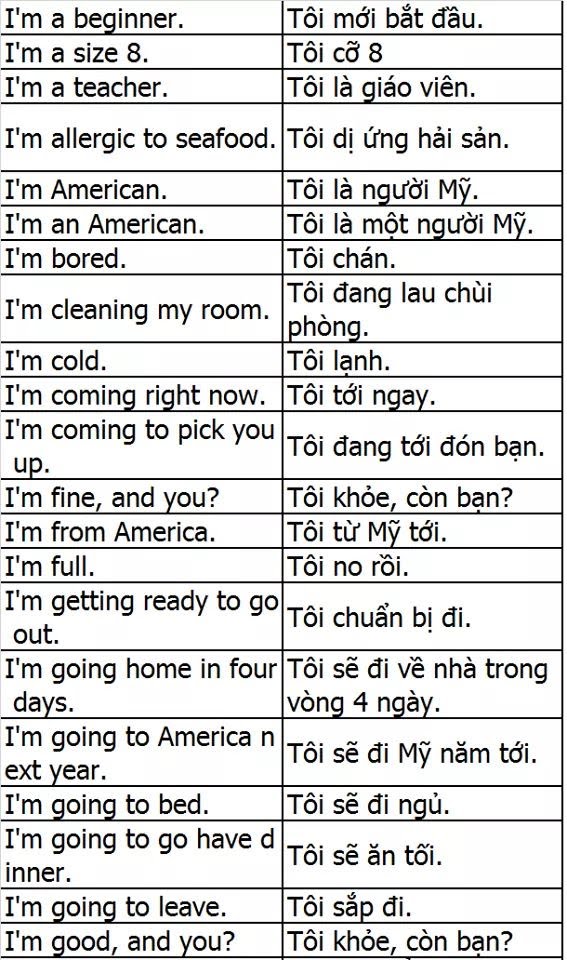 I'm a beginner. Tôi mới bắt đầu.
I'm a size 8. Tôi cỡ 8
I'm a teacher. Tôi là giáo viên.
I'm allergic to seafood. Tôi dị ứng hải sản.
I'm American. Tôi là người Mỹ.
I'm an American. Tôi là một người Mỹ.
I'm bored. Tôi chán.
I'm cleaning my room. Tôi đang lau chùi
phòng.
I'm cold. Tôi lạnh.
I'm coming right now. Tôi tới ngay.
I'm coming to pick you
up. Tôi đang tới đón bạn.
I'm fine, and you? Tôi khỏe, còn bạn?
I'm from America. Tôi từ Mỹ tới.
I'm full. Tôi no rồi.
I'm getting ready to go
out. Tôi chuẩn bị đi.
I'm going home in four Tôi sẽ đi về nhà trong
days. vòng 4 ngày.
I'm going to America n
ext year. Tôi sẽ đi Mỹ năm tới.
I'm going to bed. Tôi sẽ đi ngủ.
I'm going to go have d
inner. Tôi sẽ ăn tối.
I'm going to leave. Tôi sắp đi.
I'm good, and you? Tôi khỏe, còn bạn?